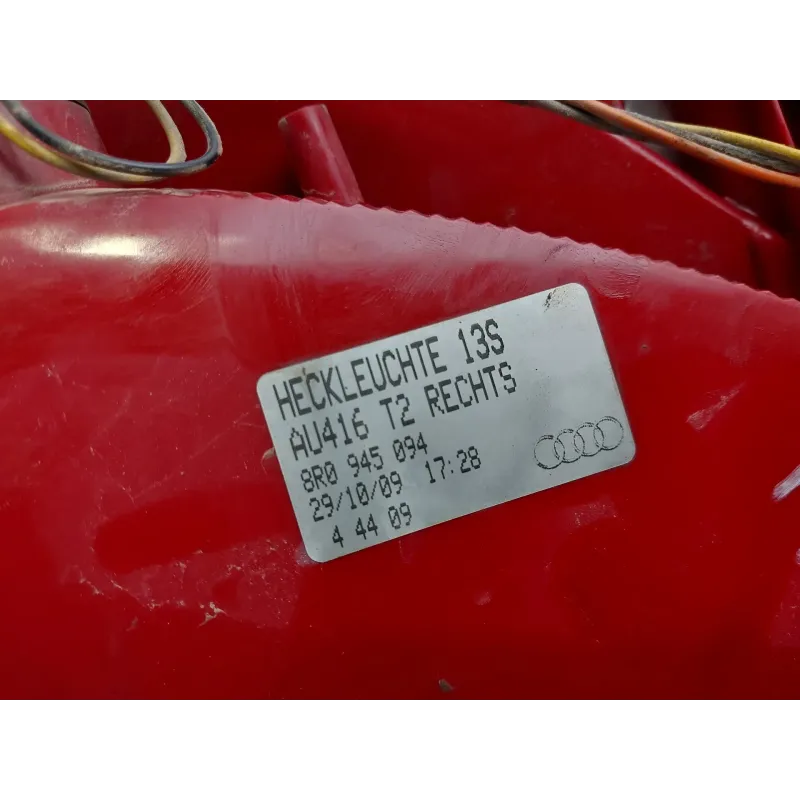 HECKLEUCHTE 13S
AU416 T2 RECHTS
8R0 945 094
29/10/09 17:28
4 44 09